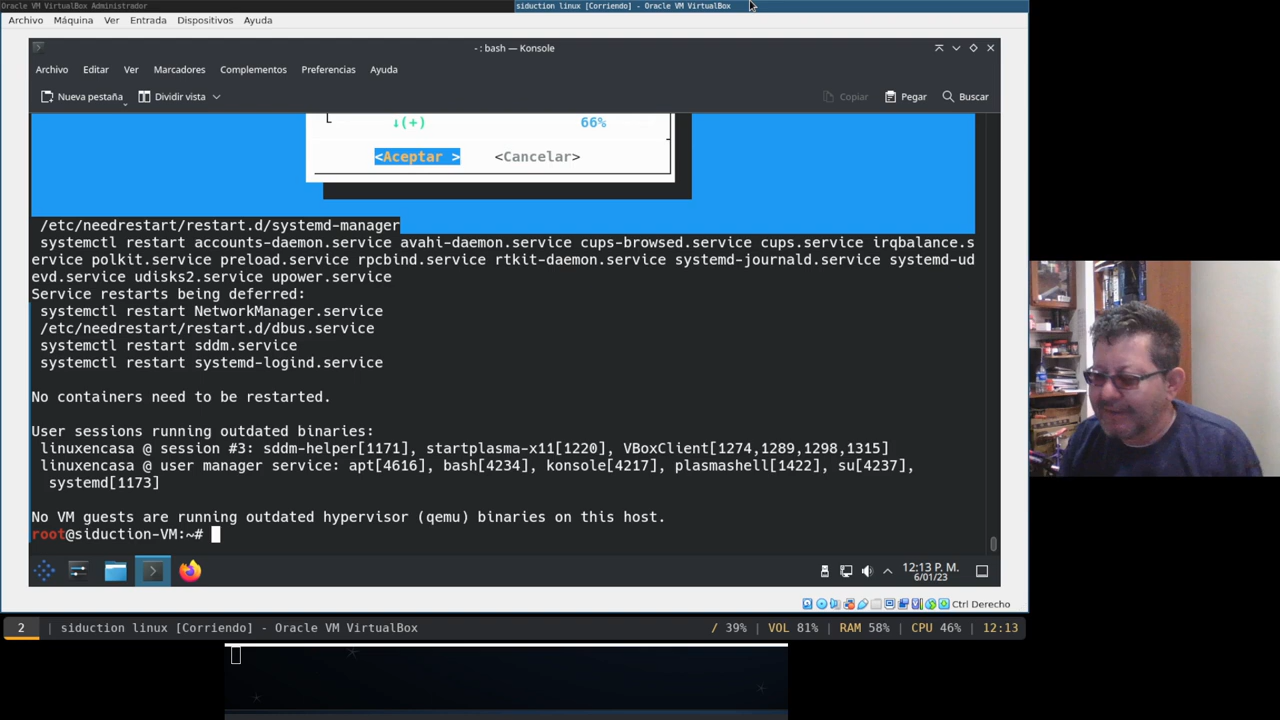 Oracle VM VirtualBox Administrador
siduction linux [Corriendo] - Oracle VM VirtualBox
Archivo Máquina Ver Entrada Dispositivos Ayuda
- : bash — Konsole
Archivo Editar Ver Marcadores Complementos Preferencias Ayuda
Nueva pestaña Dividir vista Copiar Pegar Buscar
↓(+) 66%
<Aceptar > <Cancelar>
/etc/needrestart/restart.d/systemd-manager
systemctl restart accounts-daemon.service avahi-daemon.service cups-browsed.service cups.service irqbalance.s
ervice polkit.service preload.service rpcbind.service rtkit-daemon.service systemd-journald.service systemd-ud
evd.service udisks2.service upower.service
Service restarts being deferred:
systemctl restart NetworkManager.service
/etc/needrestart/restart.d/dbus.service
systemctl restart sddm.service
systemctl restart systemd-logind.service
No containers need to be restarted.
User sessions running outdated binaries:
linuxencasa @ session #3: sddm-helper[1171], startplasma-x11[1220], VBoxClient[1274,1289,1298,1315]
linuxencasa @ user manager service: apt[4616], bash[4234], konsole[4217], plasmashell[1422], su[4237],
systemd[1173]
No VM guests are running outdated hypervisor (qemu) binaries on this host.
root@siduction-VM:~#
12:13 P. M.
6/01/23
Ctrl Derecho
2 | siduction linux [Corriendo] - Oracle VM VirtualBox / 39% | VOL 81% | RAM 58% | CPU 46% | 12:13